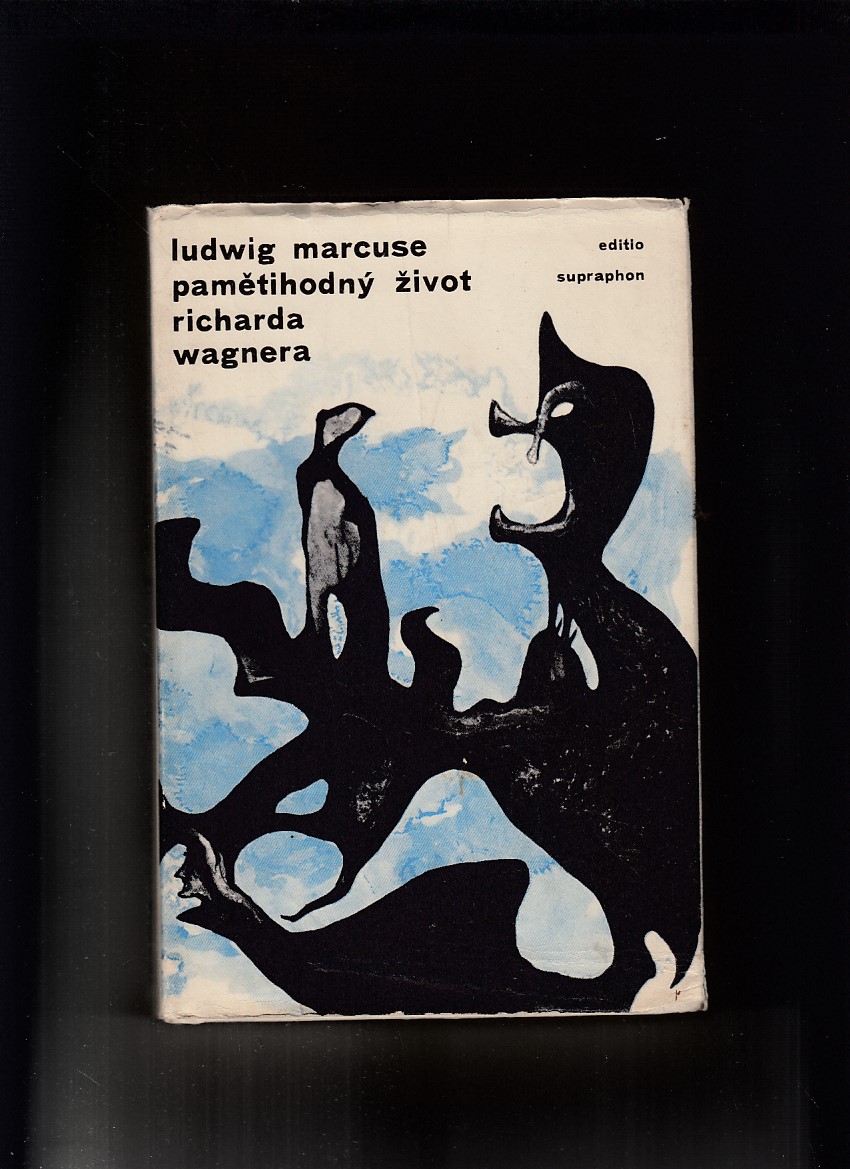 ludwig marcuse
pamětihodný život
richarda
wagnera
editio
supraphon